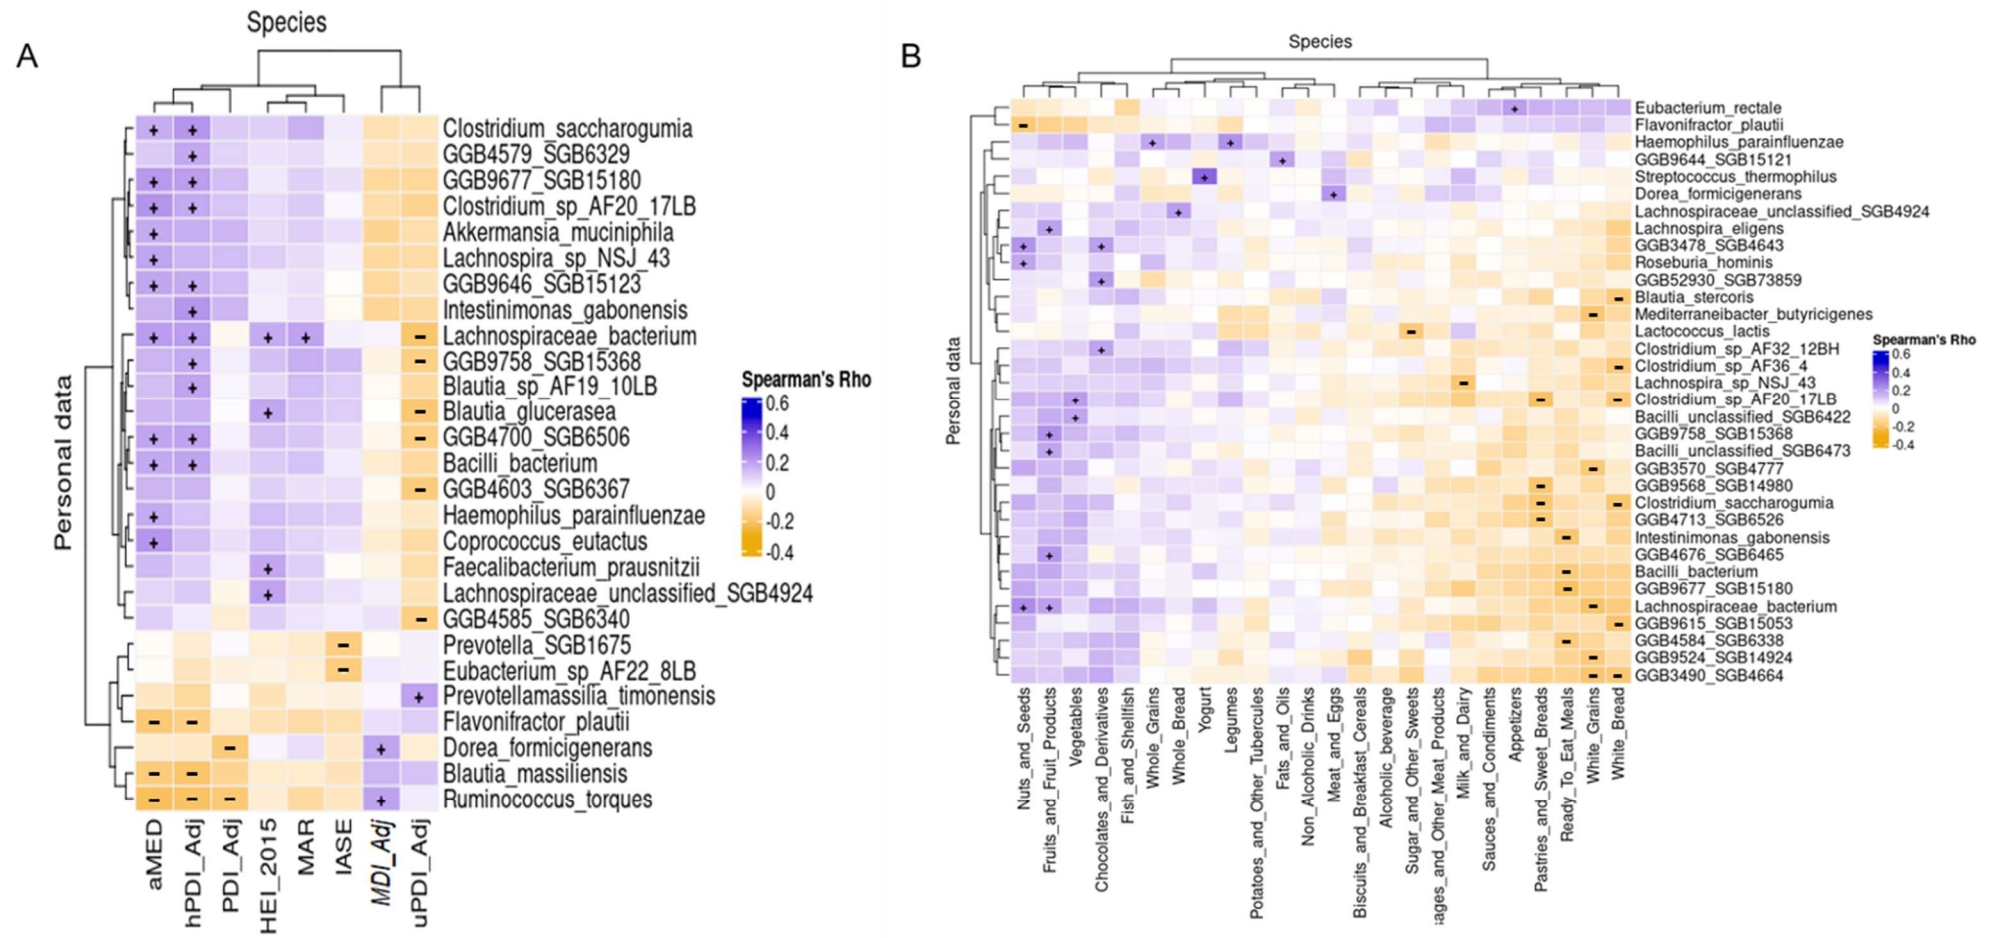 A
Species
Personal data
Clostridium_saccharogumia
GGB4579_SGB6329
GGB9677_SGB15180
Clostridium_sp_AF20_17LB
Akkermansia_muciniphila
Lachnospira_sp_NSJ_43
GGB9646_SGB15123
Intestinimonas_gabonensis
Lachnospiraceae_bacterium
GGB9758_SGB15368
Blautia_sp_AF19_10LB
Blautia_glucerasea
GGB4700_SGB6506
Bacilli_bacterium
GGB4603_SGB6367
Haemophilus_parainfluenzae
Coprococcus_eutactus
Faecalibacterium_prausnitzii
Lachnospiraceae_unclassified_SGB4924
GGB4585_SGB6340
Prevotella_SGB1675
Eubacterium_sp_AF22_8LB
Prevotellamassilia_timonensis
Flavonifractor_plautii
Dorea_formicigenerans
Blautia_massiliensis
Ruminococcus_torques
aMED
hPDI_Adj
PDI_Adj
HEI_2015
MAR
IASE
MDI_Adj
uPDI_Adj
Spearman's Rho
0.6
0.4
0.2
0
-0.2
-0.4
B
Species
Personal data
Eubacterium_rectale
Flavonifractor_plautii
Haemophilus_parainfluenzae
GGB9644_SGB15121
Streptococcus_thermophilus
Dorea_formicigenerans
Lachnospiraceae_unclassified_SGB4924
Lachnospira_eligens
GGB3478_SGB4643
Roseburia_hominis
GGB52930_SGB73859
Blautia_stercoris
Mediterraneibacter_butyricigenes
Lactococcus_lactis
Clostridium_sp_AF32_12BH
Clostridium_sp_AF36_4
Lachnospira_sp_NSJ_43
Clostridium_sp_AF20_17LB
Bacilli_unclassified_SGB6422
GGB9758_SGB15368
Bacilli_unclassified_SGB6473
GGB3570_SGB4777
GGB9568_SGB14980
Clostridium_saccharogumia
GGB4713_SGB6526
Intestinimonas_gabonensis
GGB4676_SGB6465
Bacilli_bacterium
GGB9677_SGB15180
Lachnospiraceae_bacterium
GGB9615_SGB15053
GGB4584_SGB6338
GGB9524_SGB14924
GGB3490_SGB4664
Nuts_and_Seeds
Fruits_and_Fruit_Products
Vegetables
Chocolates_and_Derivatives
Fish_and_Shellfish
Whole_Grains
Whole_Bread
Yogurt
Legumes
Potatoes_and_Other_Tubercules
Fats_and_Oils
Non_Alcoholic_Drinks
Meat_and_Eggs
Biscuits_and_Breakfast_Cereals
Alcoholic_beverage
Sugar_and_Other_Sweets
ages_and_Other_Meat_Products
Milk_and_Dairy
Sauces_and_Condiments
Appetizers
Pastries_and_Sweet_Breads
Ready_To_Eat_Meals
White_Grains
White_Bread
Spearman's Rho
0.6
0.4
0.2
0
-0.2
-0.4